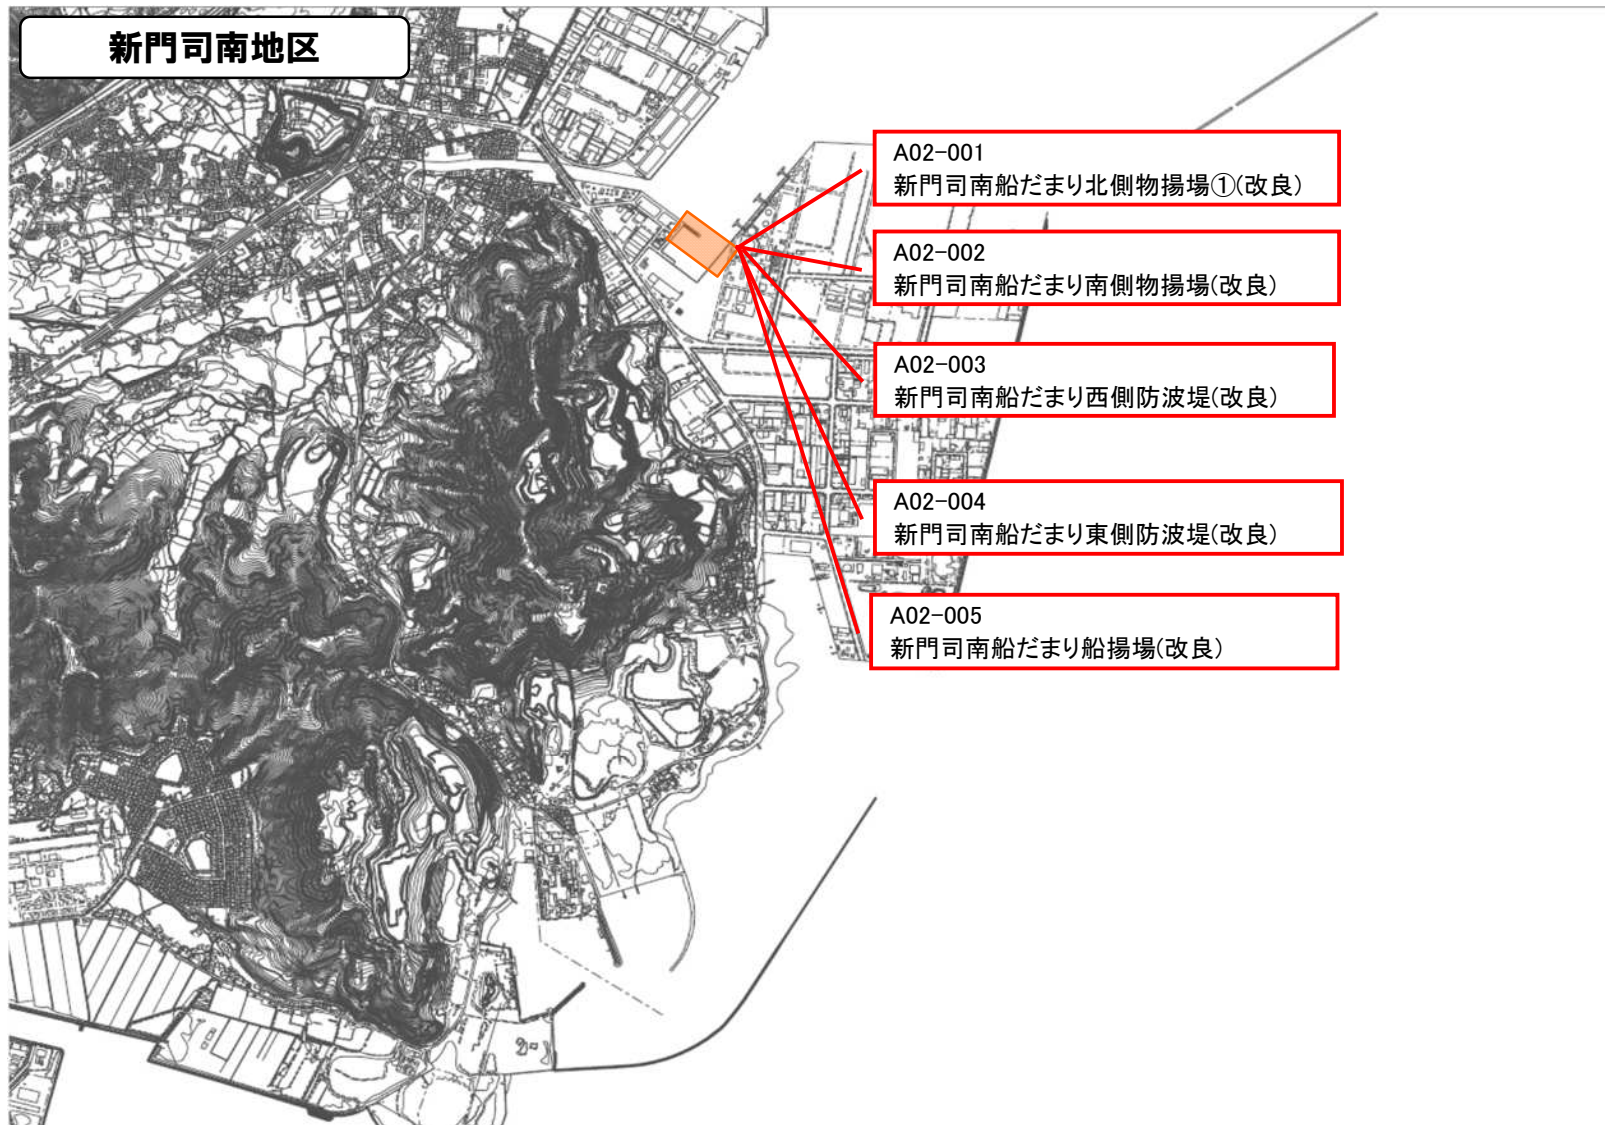 新門司南地区
A02-001
新門司南船だまり北側物揚場①(改良)
A02-002
新門司南船だまり南側物揚場(改良)
A02-003
新門司南船だまり西側防波堤(改良)
A02-004
新門司南船だまり東側防波堤(改良)
A02-005
新門司南船だまり船揚場(改良)